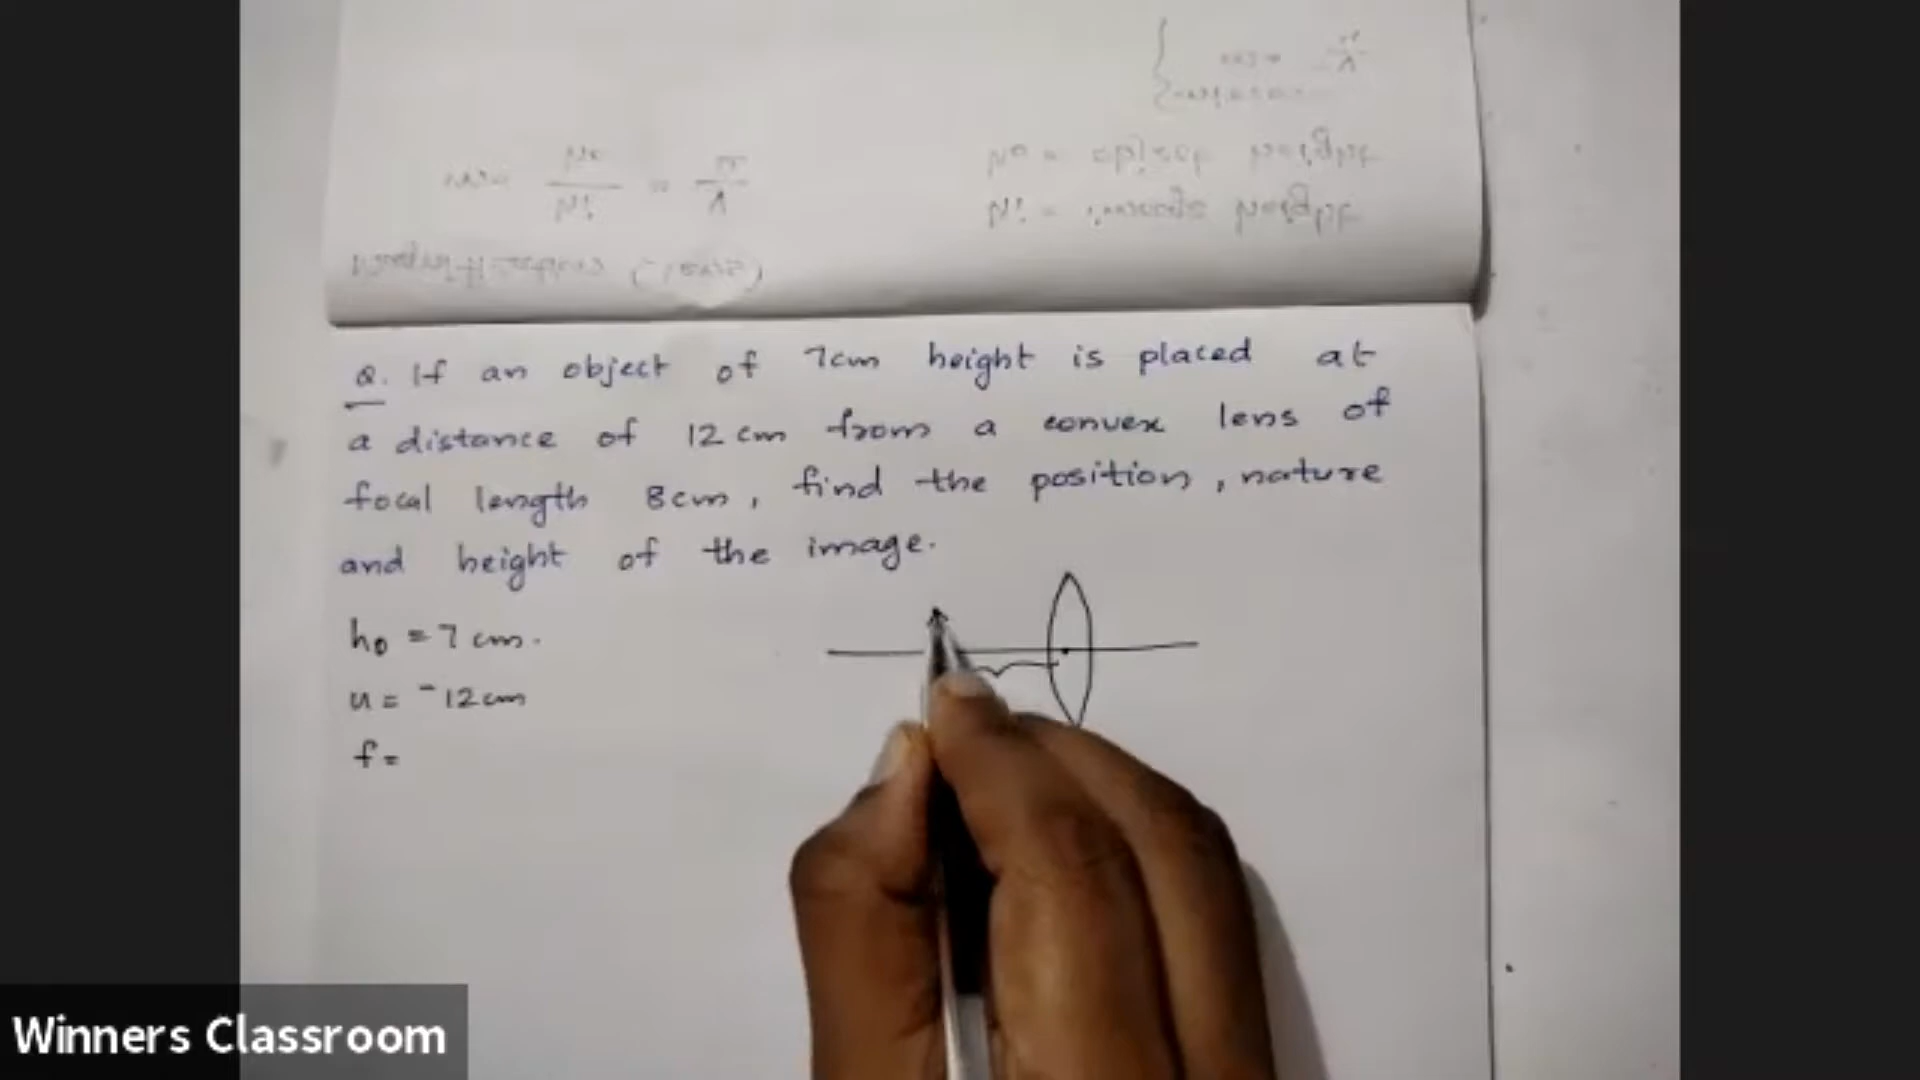 Q. If an object of 7cm height is placed at
a distance of 12 cm from a convex lens of
focal length 8cm, find the position, nature
and height of the image.
ho = 7 cm.
u = -12cm
f =
Winners Classroom